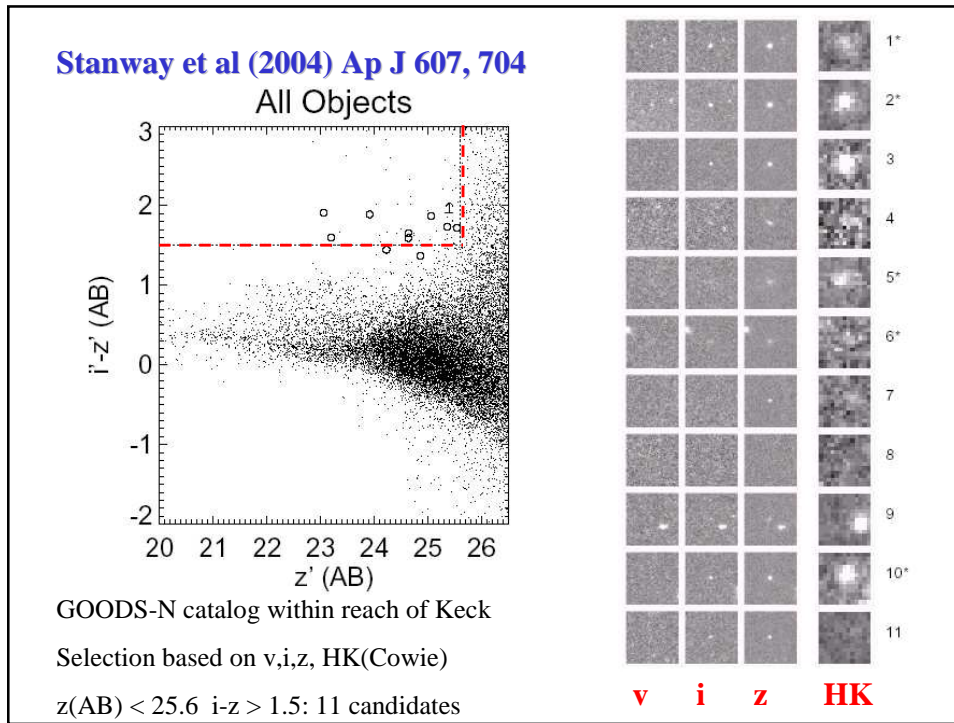 Stanway et al (2004) Ap J 607, 704
All Objects
3
2
1
0
-1
-2
i'-z' (AB)
1
20 21 22 23 24 25 26
z' (AB)
GOODS-N catalog within reach of Keck
Selection based on v,i,z, HK(Cowie)
z(AB) < 25.6 i-z > 1.5: 11 candidates
1*
2*
3
4
5*
6*
7
8
9
10*
11
v i z HK